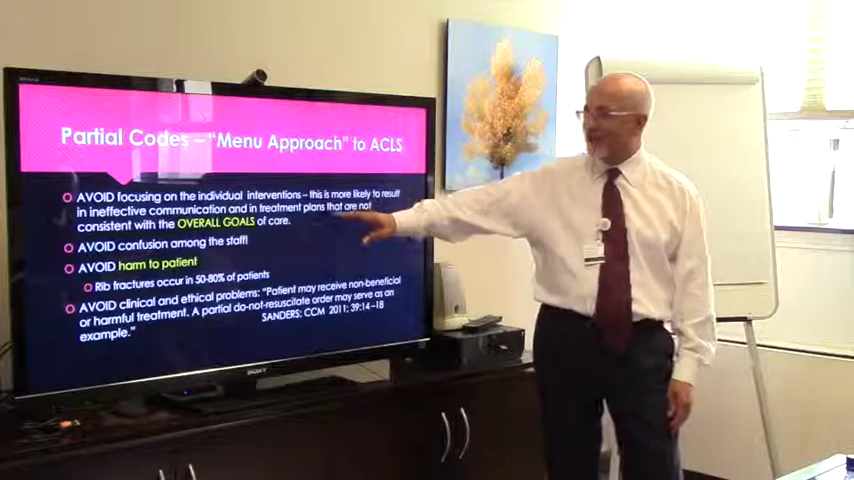 Partial Codes – "Menu Approach" to ACLS
AVOID focusing on the individual interventions – this is more likely to result
in ineffective communication and in treatment plans that are not
consistent with the OVERALL GOALS of care.
AVOID confusion among the staff!
AVOID harm to patient
Rib fractures occur in 50-80% of patients
AVOID clinical and ethical problems: "Patient may receive non-beneficial
or harmful treatment. A partial do-not-resuscitate order may serve as an
example."
SANDERS: CCM 2011; 39:14–18
SONY